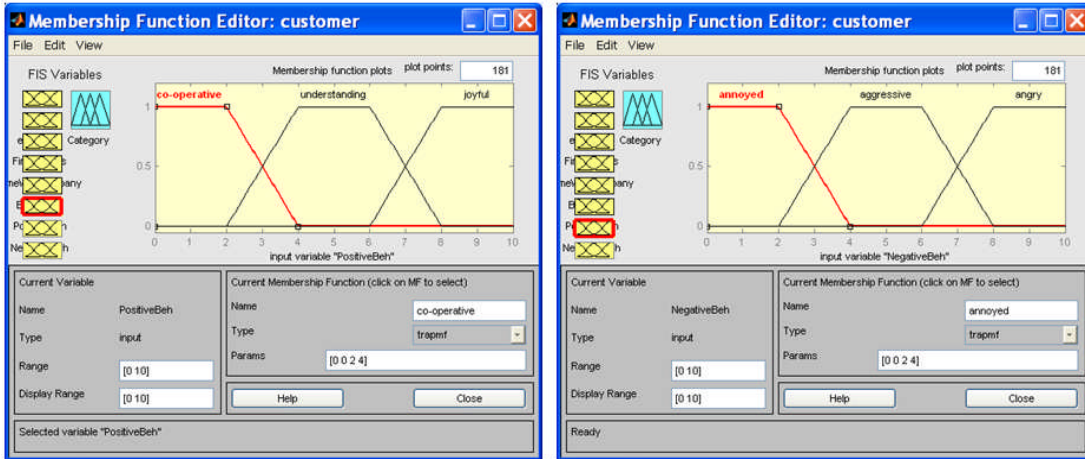 Membership Function Editor: customer
File Edit View
FIS Variables
Membership function plots
plot points:
181
Category
co-operative
understanding
joyful
1
0.5
0
0 1 2 3 4 5 6 7 8 9 10
input variable "PositiveBeh"
Current Variable
Name PositiveBeh
Type input
Range [0 10]
Display Range [0 10]
Current Membership Function (click on MF to select)
Name co-operative
Type trapmf
Params [0 0 2 4]
Help
Close
Selected variable "PositiveBeh"
Membership Function Editor: customer
File Edit View
FIS Variables
Membership function plots
plot points:
181
Category
annoyed
aggressive
angry
1
0.5
0
0 1 2 3 4 5 6 7 8 9 10
input variable "NegativeBeh"
Current Variable
Name NegativeBeh
Type input
Range [0 10]
Display Range [0 10]
Current Membership Function (click on MF to select)
Name annoyed
Type trapmf
Params [0 0 2 4]
Help
Close
Ready